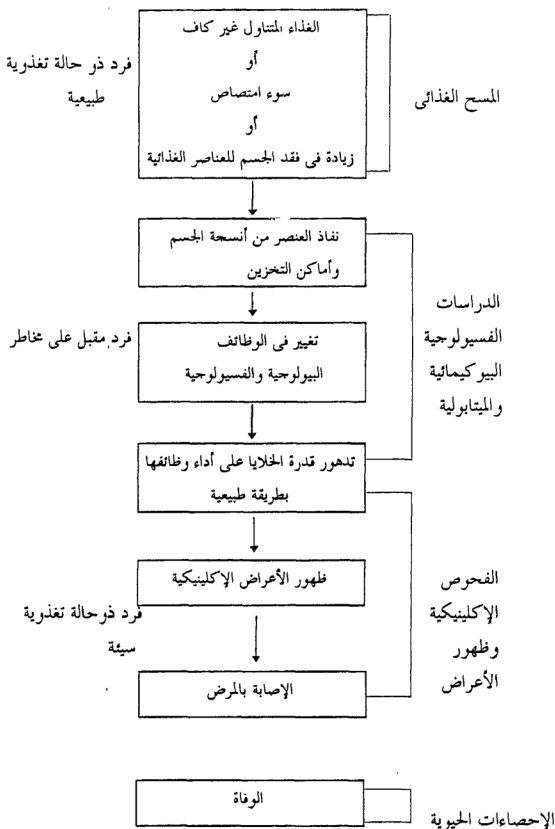 الغذاء المتناول غير كاف
أو
سوء امتصاص
أو
زيادة فى فقد الجسم للعناصر الغذائية
فرد ذو حالة تغذوية
طبيعية
المسح الغذائى
نفاذ العنصر من أنسجة الجسم
وأماكن التخزين
تغيير فى الوظائف
البيولوجية والفسيولوجية
فرد مقبل على مخاطر
الدراسات
الفسيولوجية
البيوكيمائية
والميتابولية
تدهور قدرة الخلايا على أداء وظائفها
بطريقة طبيعية
ظهور الأعراض الإكلينيكية
فرد ذو حالة تغذوية
سيئة
الإصابة بالمرض
الفحوص
الإكلينيكية
وظهور
الأعراض
الوفاة
الإحصاءات الحيوية